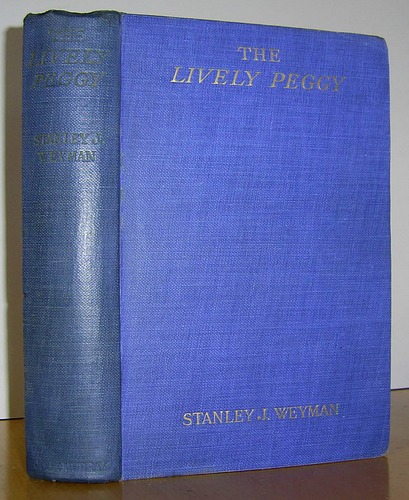 THE
LIVELY PEGGY
STANLEY J.
WEYMAN
THE
LIVELY PEGGY
STANLEY J. WEYMAN